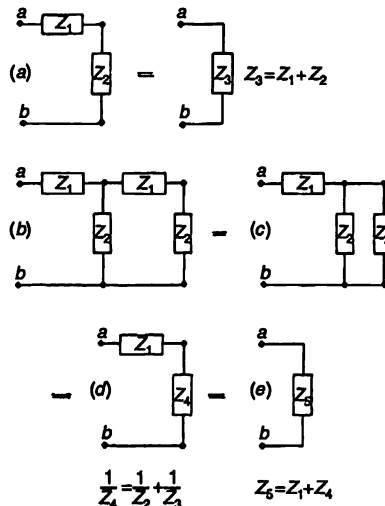 a a
Z₁
(a) Z₂ = Z₃ Z₃=Z₁+Z₂
b b
a a
Z₁ Z₁ Z₁
(b) Z₂ Z₂ = (c) Z₂ Z
b b
a a
Z₁
= (d) Z₄ = (e) Z₅
b b
1/Z₄=1/Z₂+1/Z₃ Z₅=Z₁+Z₄